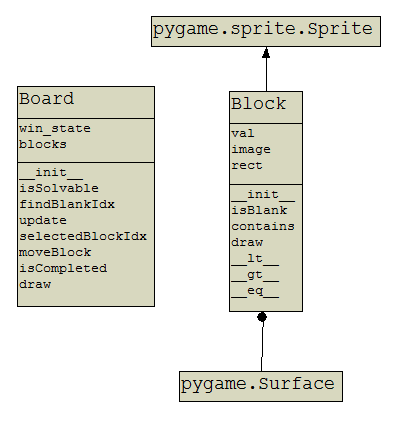 pygame.sprite.Sprite
Board
win_state
blocks
__init__
isSolvable
findBlankIdx
update
selectedBlockIdx
moveBlock
isCompleted
draw
Block
val
image
rect
__init__
isBlank
contains
draw
__lt__
__gt__
__eq__
pygame.Surface